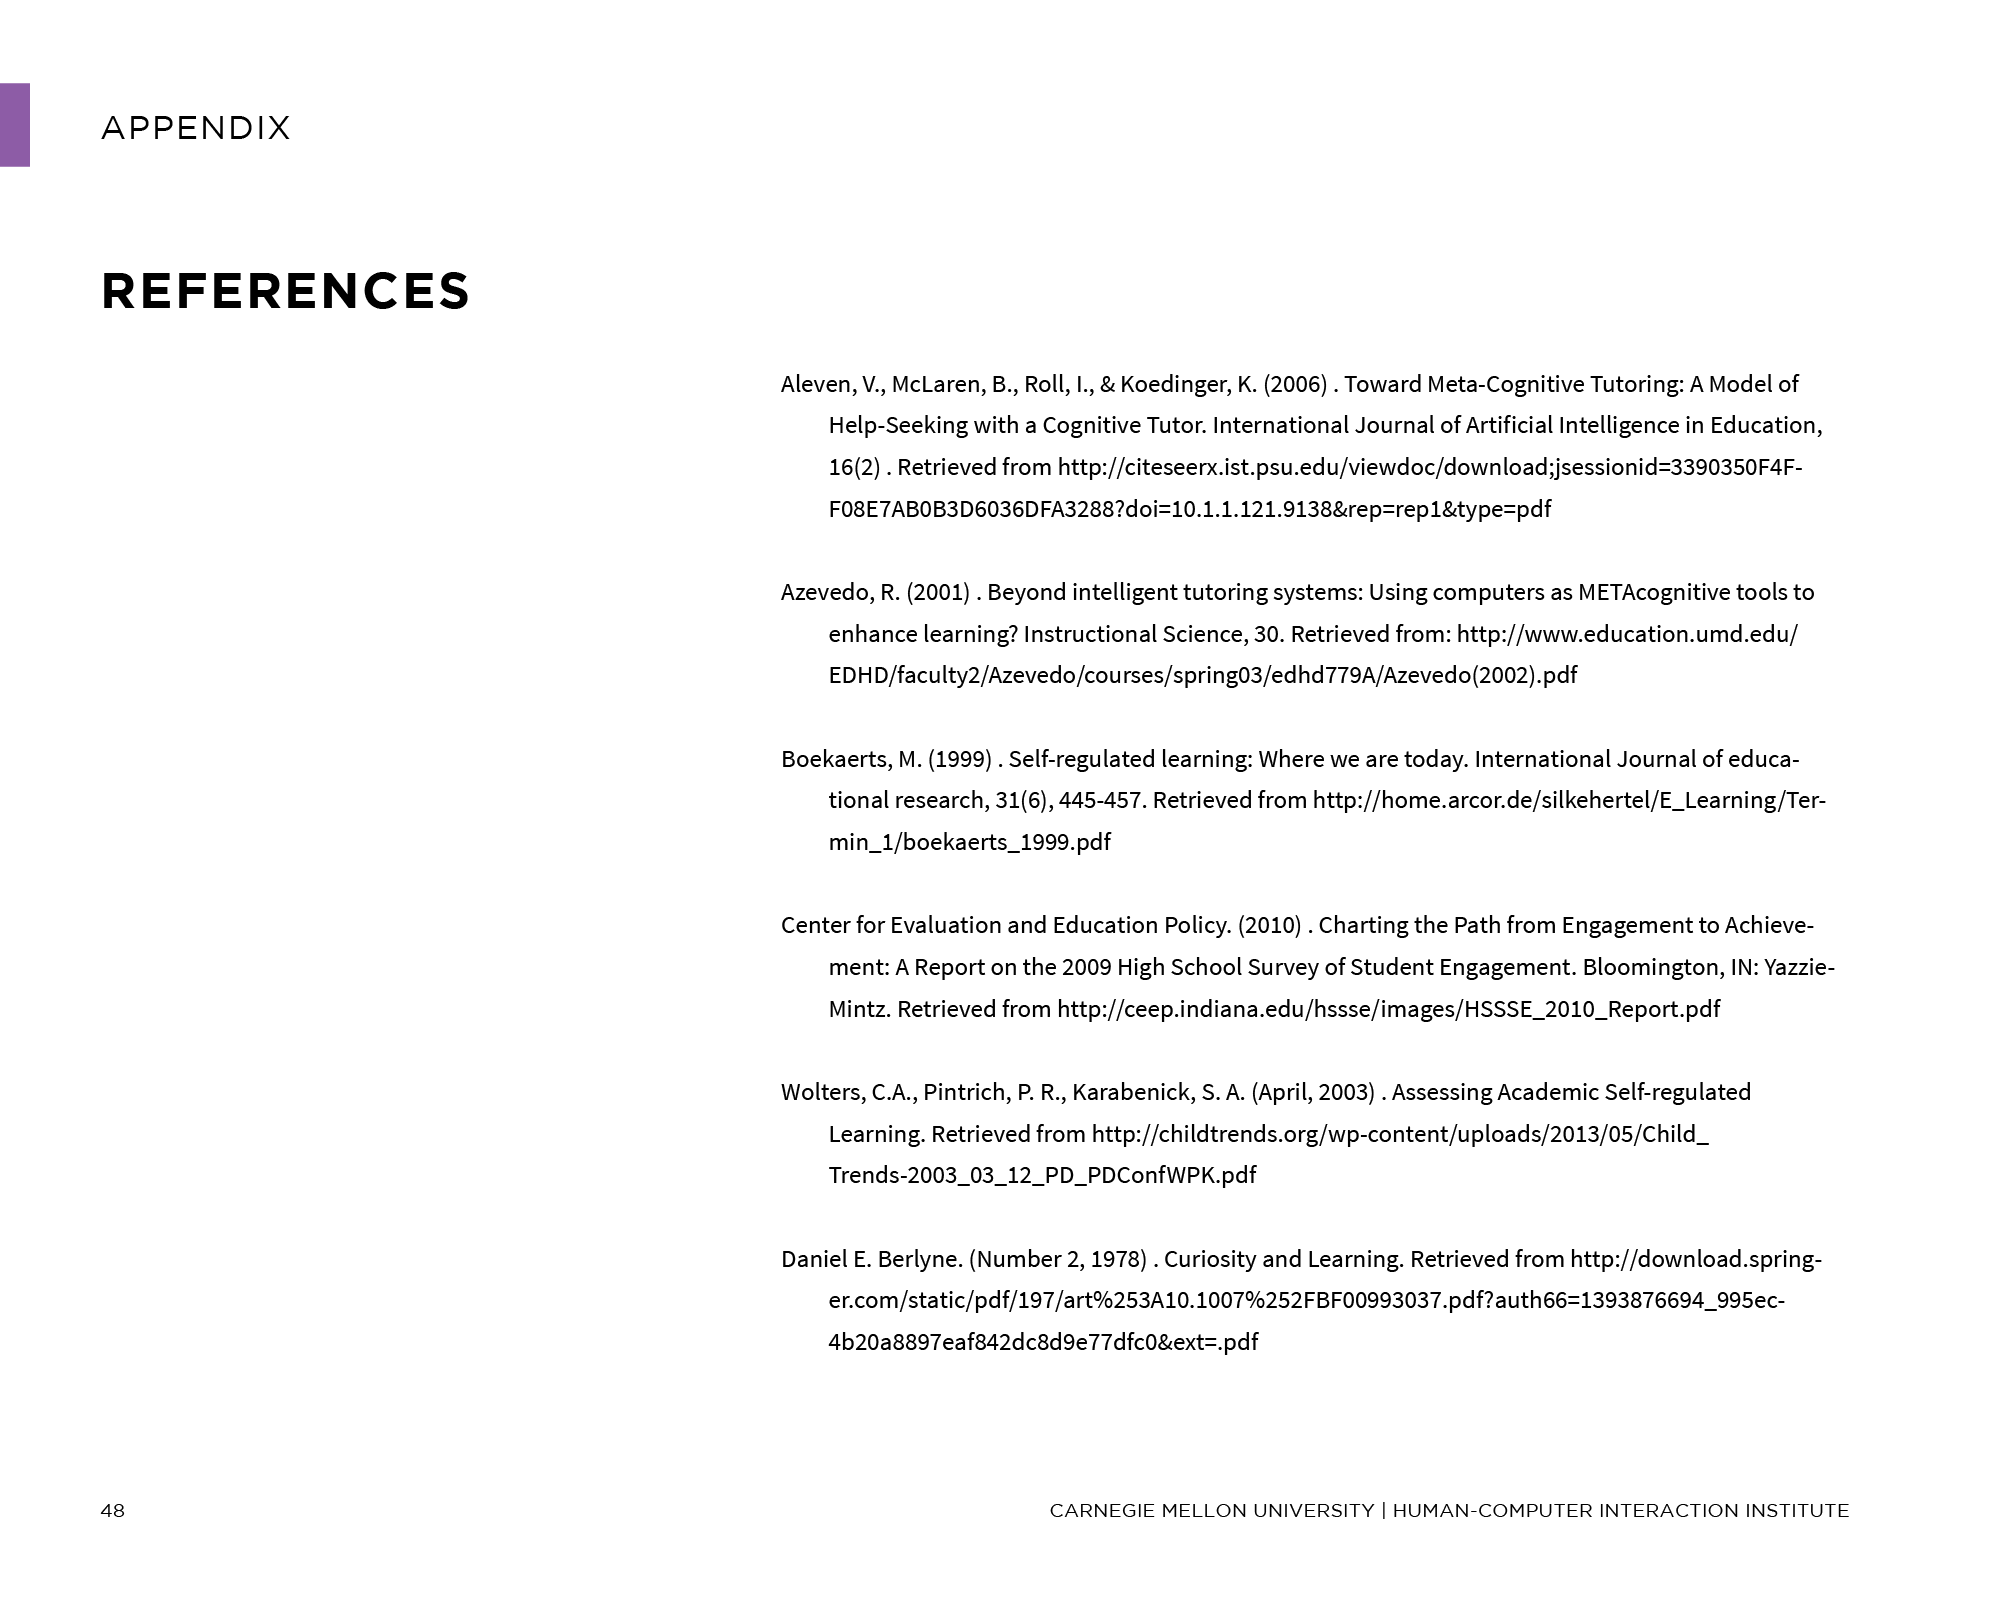 APPENDIX
REFERENCES
Aleven, V., McLaren, B., Roll, I., & Koedinger, K. (2006) . Toward Meta-Cognitive Tutoring: A Model of
Help-Seeking with a Cognitive Tutor. International Journal of Artificial Intelligence in Education,
16(2) . Retrieved from http://citeseerx.ist.psu.edu/viewdoc/download;jsessionid=3390350F4F-
F08E7AB0B3D6036DFA3288?doi=10.1.1.121.9138&rep=rep1&type=pdf
Azevedo, R. (2001) . Beyond intelligent tutoring systems: Using computers as METAcognitive tools to
enhance learning? Instructional Science, 30. Retrieved from: http://www.education.umd.edu/
EDHD/faculty2/Azevedo/courses/spring03/edhd779A/Azevedo(2002).pdf
Boekaerts, M. (1999) . Self-regulated learning: Where we are today. International Journal of educa-
tional research, 31(6), 445-457. Retrieved from http://home.arcor.de/silkehertel/E_Learning/Ter-
min_1/boekaerts_1999.pdf
Center for Evaluation and Education Policy. (2010) . Charting the Path from Engagement to Achieve-
ment: A Report on the 2009 High School Survey of Student Engagement. Bloomington, IN: Yazzie-
Mintz. Retrieved from http://ceep.indiana.edu/hssse/images/HSSSE_2010_Report.pdf
Wolters, C.A., Pintrich, P. R., Karabenick, S. A. (April, 2003) . Assessing Academic Self-regulated
Learning. Retrieved from http://childtrends.org/wp-content/uploads/2013/05/Child_
Trends-2003_03_12_PD_PDConfWPK.pdf
Daniel E. Berlyne. (Number 2, 1978) . Curiosity and Learning. Retrieved from http://download.spring-
er.com/static/pdf/197/art%253A10.1007%252FBF00993037.pdf?auth66=1393876694_995ec-
4b20a8897eaf842dc8d9e77dfc0&ext=.pdf
48
CARNEGIE MELLON UNIVERSITY | HUMAN-COMPUTER INTERACTION INSTITUTE